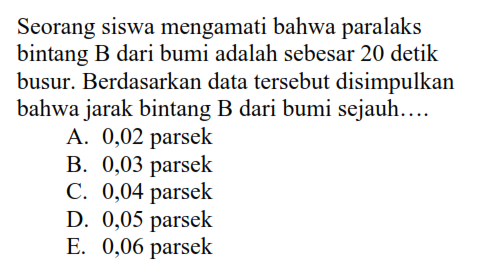 Seorang siswa mengamati bahwa paralaks
bintang B dari bumi adalah sebesar 20 detik
busur. Berdasarkan data tersebut disimpulkan
bahwa jarak bintang B dari bumi sejauh….
A. 0,02 parsek
B. 0,03 parsek
C. 0,04 parsek
D. 0,05 parsek
E. 0,06 parsek